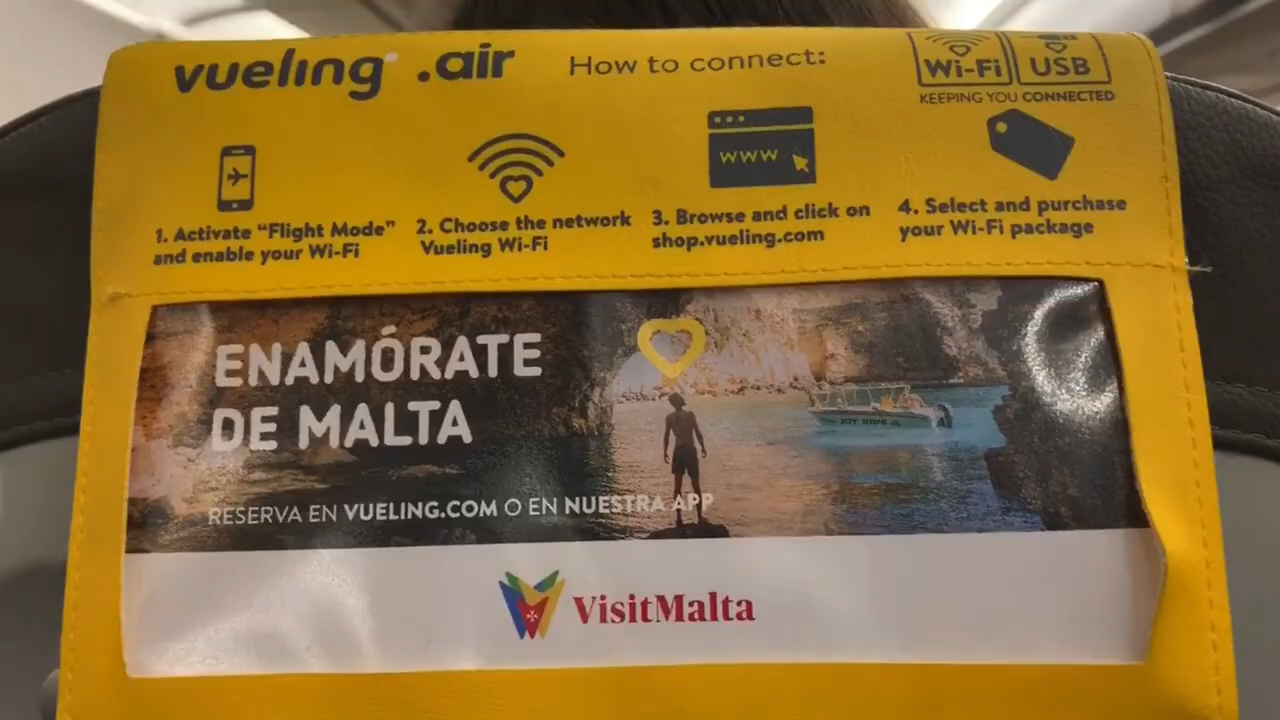 vueling .air
How to connect:
Wi-Fi USB
KEEPING YOU CONNECTED
www
1. Activate “Flight Mode”
and enable your Wi-Fi
2. Choose the network
Vueling Wi-Fi
3. Browse and click on
shop.vueling.com
4. Select and purchase
your Wi-Fi package
ENAMÓRATE
DE MALTA
RESERVA EN VUELING.COM O EN NUESTRA APP
VisitMalta